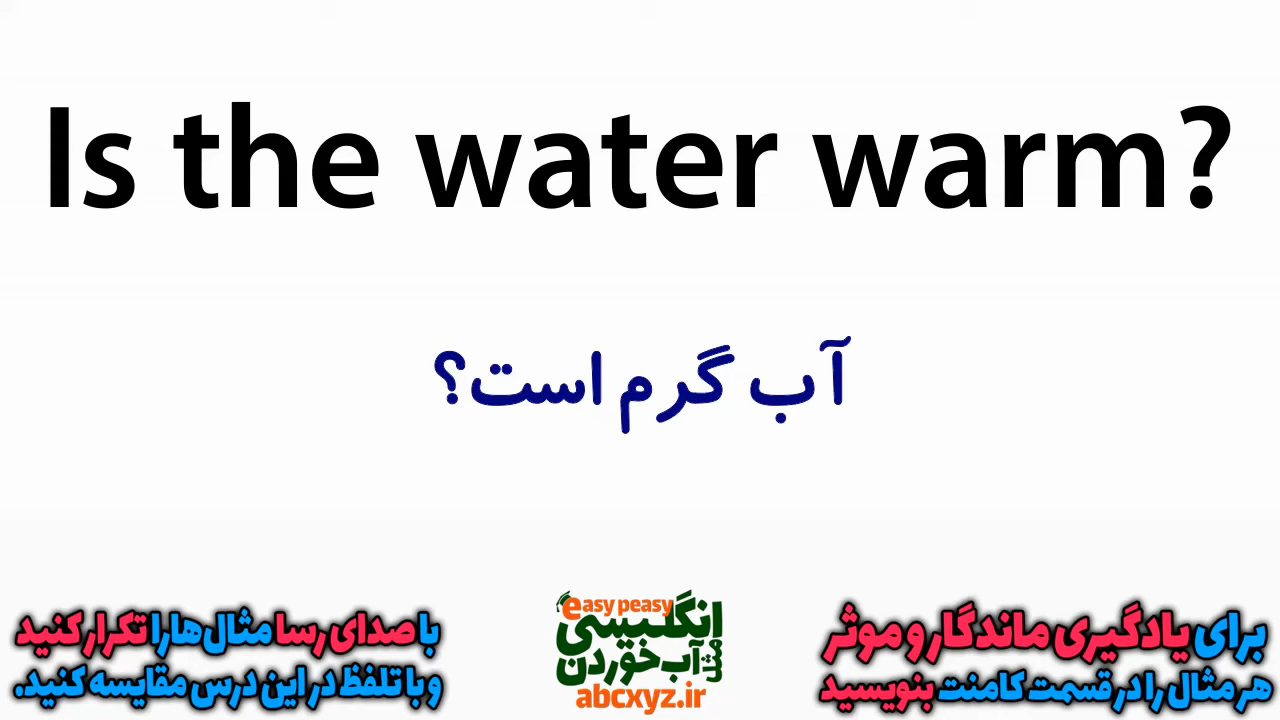 Is the water warm?
آب گرم است؟
برای یادگیری ماندگار و موثر
هر مثال را در قسمت کامنت بنویسید
easy peasy
انگلیسی
مثل آب خوردن
abcxyz.ir
با صدای رسا مثال‌ها را تکرار کنید
و با تلفظ در این درس مقایسه کنید.